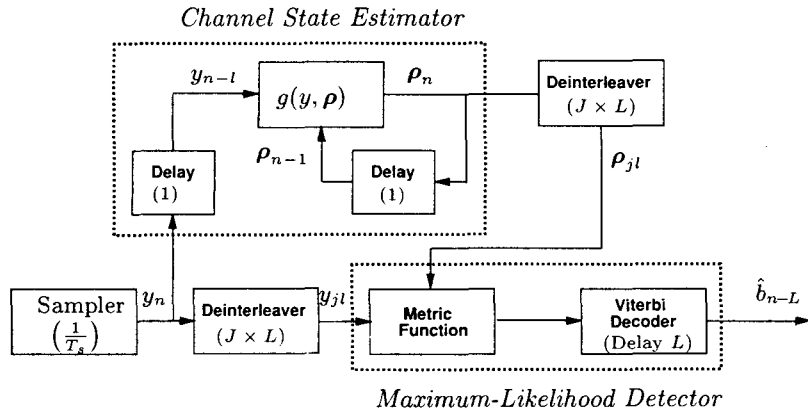 Channel State Estimator
y_{n-l}
g(y, ρ)
ρ_n
Deinterleaver
(J × L)
ρ_{n-1}
Delay
(1)
Delay
(1)
ρ_{jl}
y_n
y_{jl}
b̂_{n-L}
Sampler
(1/T_s)
Deinterleaver
(J × L)
Metric
Function
Viterbi
Decoder
(Delay L)
Maximum-Likelihood Detector